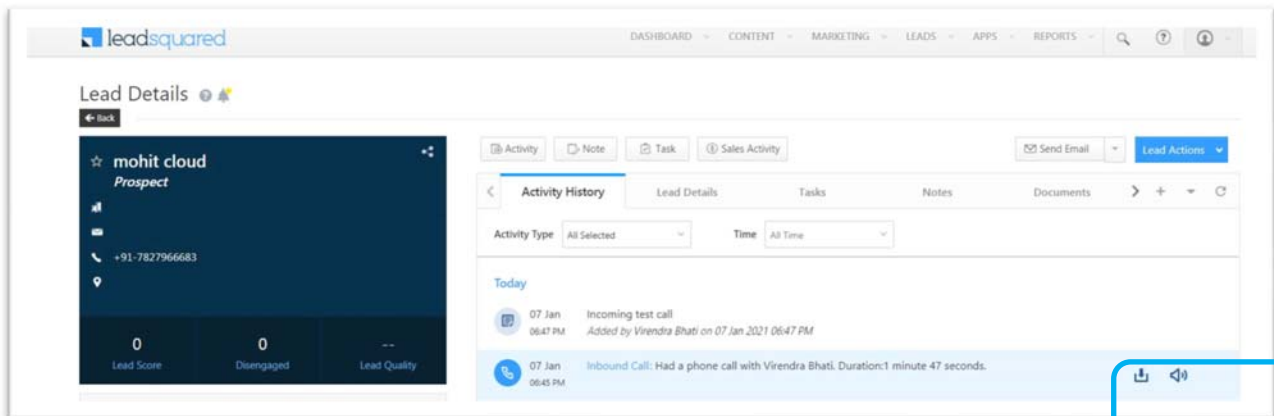 leadsquared
DASHBOARD CONTENT MARKETING LEADS APPS REPORTS
Lead Details
Back
mohit cloud
Prospect
+91-7827966683
0 0 --
Lead Score Disengaged Lead Quality
Activity Note Task Sales Activity Send Email Lead Actions
Activity History Lead Details Tasks Notes Documents
Activity Type All Selected Time All Time
Today
07 Jan Incoming test call
06:47 PM Added by Virendra Bhati on 07 Jan 2021 06:47 PM
07 Jan Inbound Call: Had a phone call with Virendra Bhati. Duration:1 minute 47 seconds.
06:45 PM